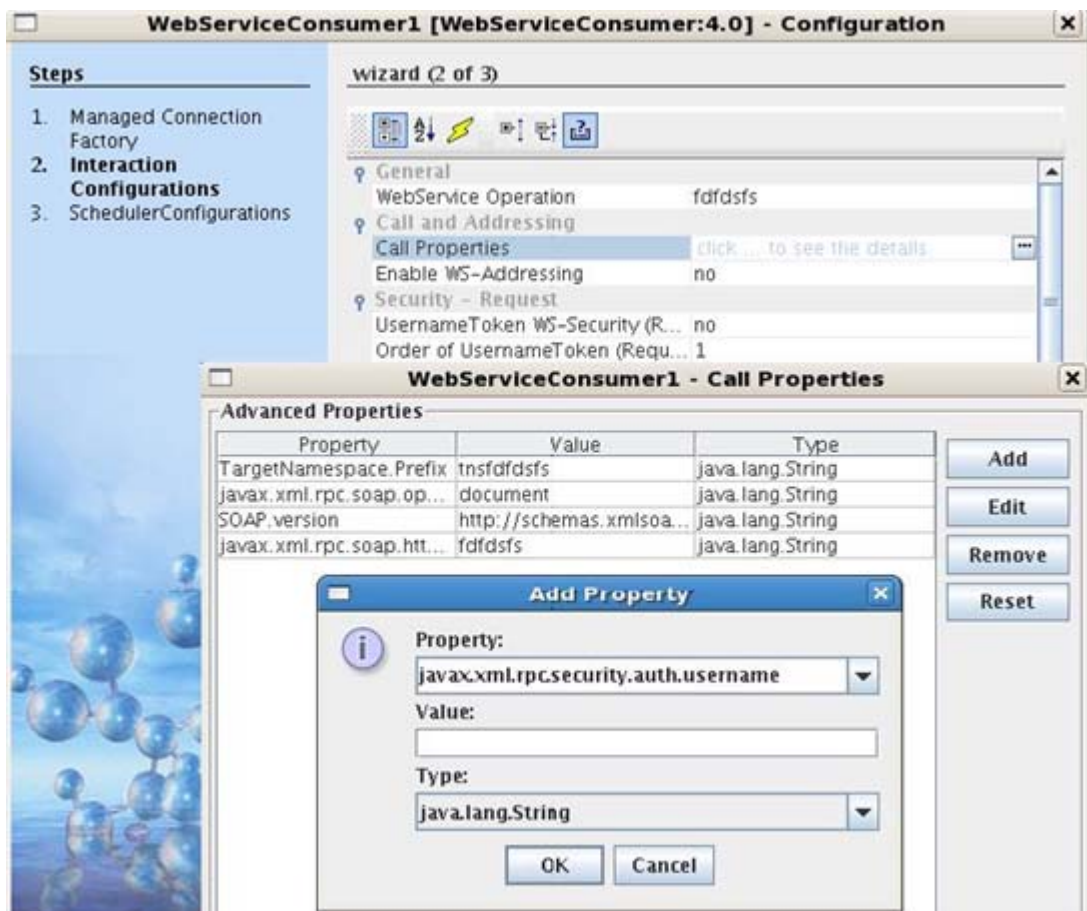 WebServiceConsumer1 [WebServiceConsumer:4.0] - Configuration
Steps
1. Managed Connection
Factory
2. Interaction
Configurations
3. SchedulerConfigurations
wizard (2 of 3)
General
WebService Operation fdfdsfs
Call and Addressing
Call Properties click ... to see the details ...
Enable WS-Addressing no
Security - Request
UsernameToken WS-Security (R... no
Order of UsernameToken (Requ... 1
WebServiceConsumer1 - Call Properties
Advanced Properties
Property Value Type
TargetNamespace.Prefix tnsfdfdsfs java.lang.String
javax.xml.rpc.soap.op... document java.lang.String
SOAP.version http://schemas.xmlsoa... java.lang.String
javax.xml.rpc.soap.htt... fdfdsfs java.lang.String
Add
Edit
Remove
Reset
Add Property
Property:
javax.xml.rpc.security.auth.username
Value:
Type:
java.lang.String
OK Cancel